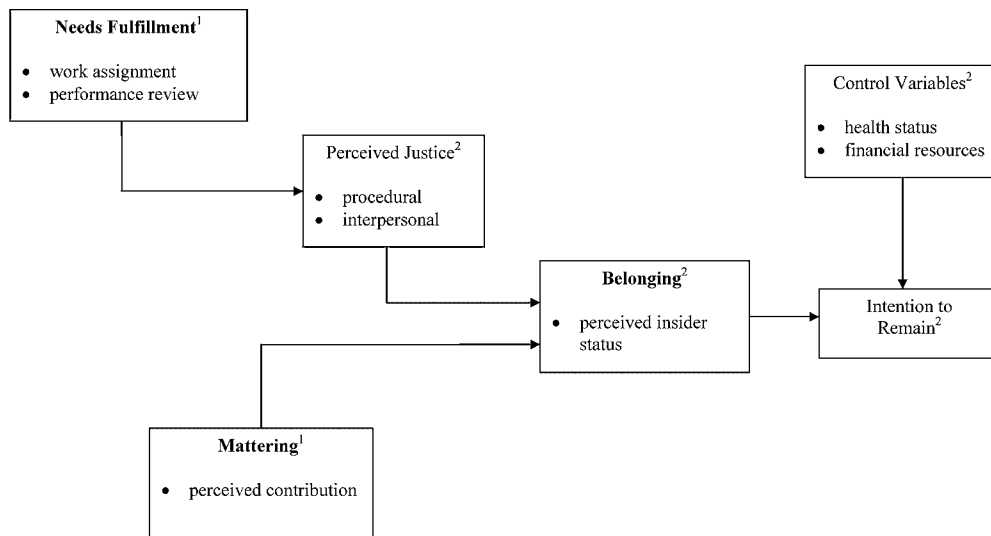 Needs Fulfillment¹
• work assignment
• performance review
Control Variables²
• health status
• financial resources
Perceived Justice²
• procedural
• interpersonal
Belonging²
• perceived insider
status
Intention to
Remain²
Mattering¹
• perceived contribution